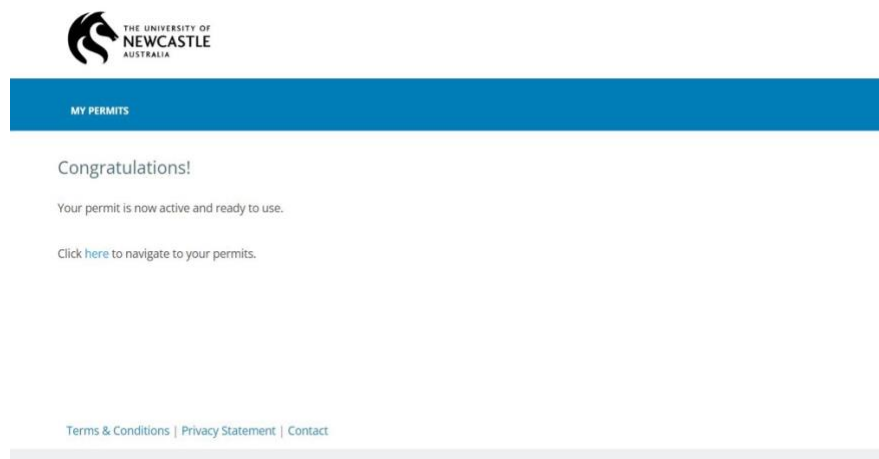 THE UNIVERSITY OF
NEWCASTLE
AUSTRALIA
MY PERMITS
Congratulations!
Your permit is now active and ready to use.
Click here to navigate to your permits.
Terms & Conditions | Privacy Statement | Contact